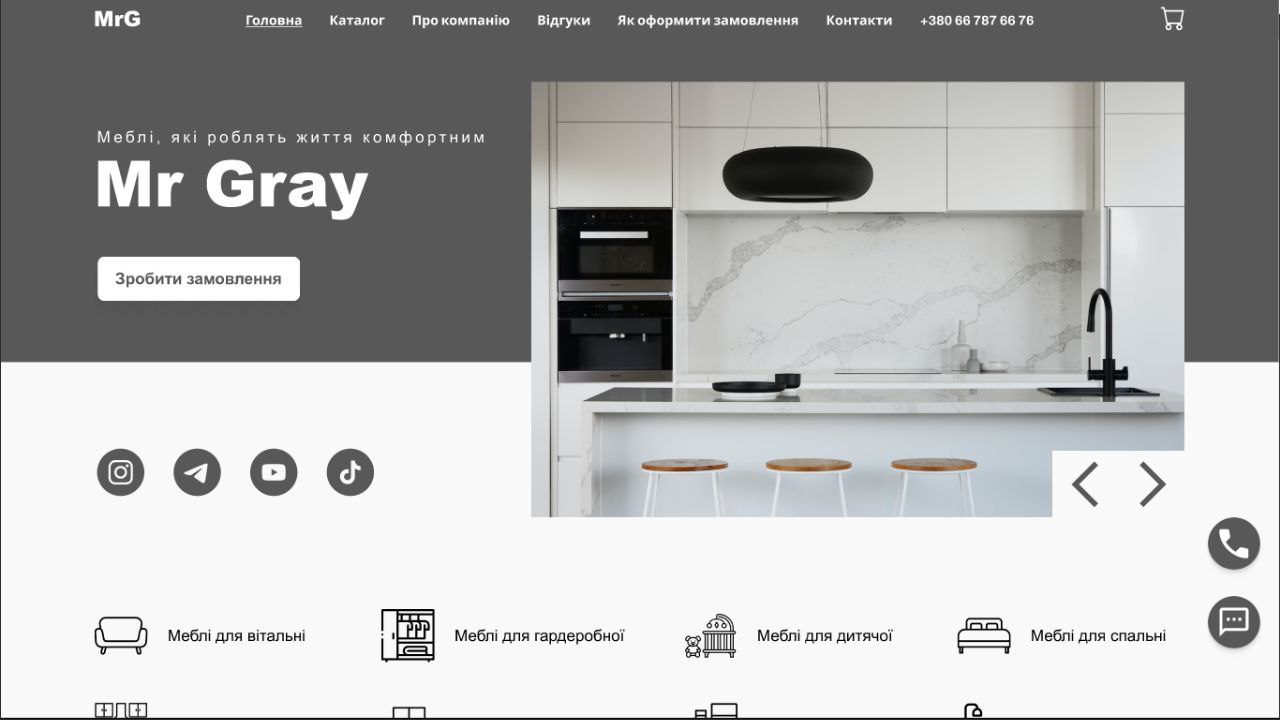 MrG
Головна
Каталог
Про компанію
Відгуки
Як оформити замовлення
Контакти
+380 66 787 66 76
Меблі, які роблять життя комфортним
Mr Gray
Зробити замовлення
Меблі для вітальні
Меблі для гардеробної
Меблі для дитячої
Меблі для спальні